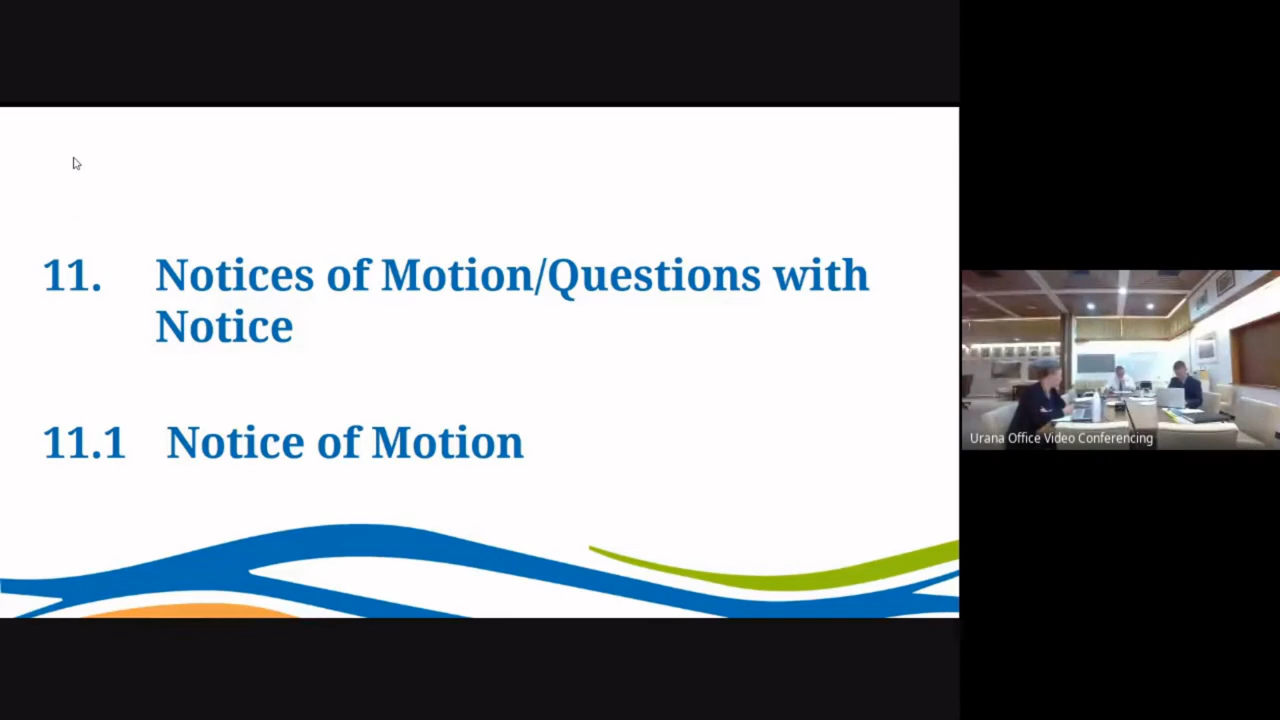 11. Notices of Motion/Questions with
Notice
11.1 Notice of Motion
Urana Office Video Conferencing